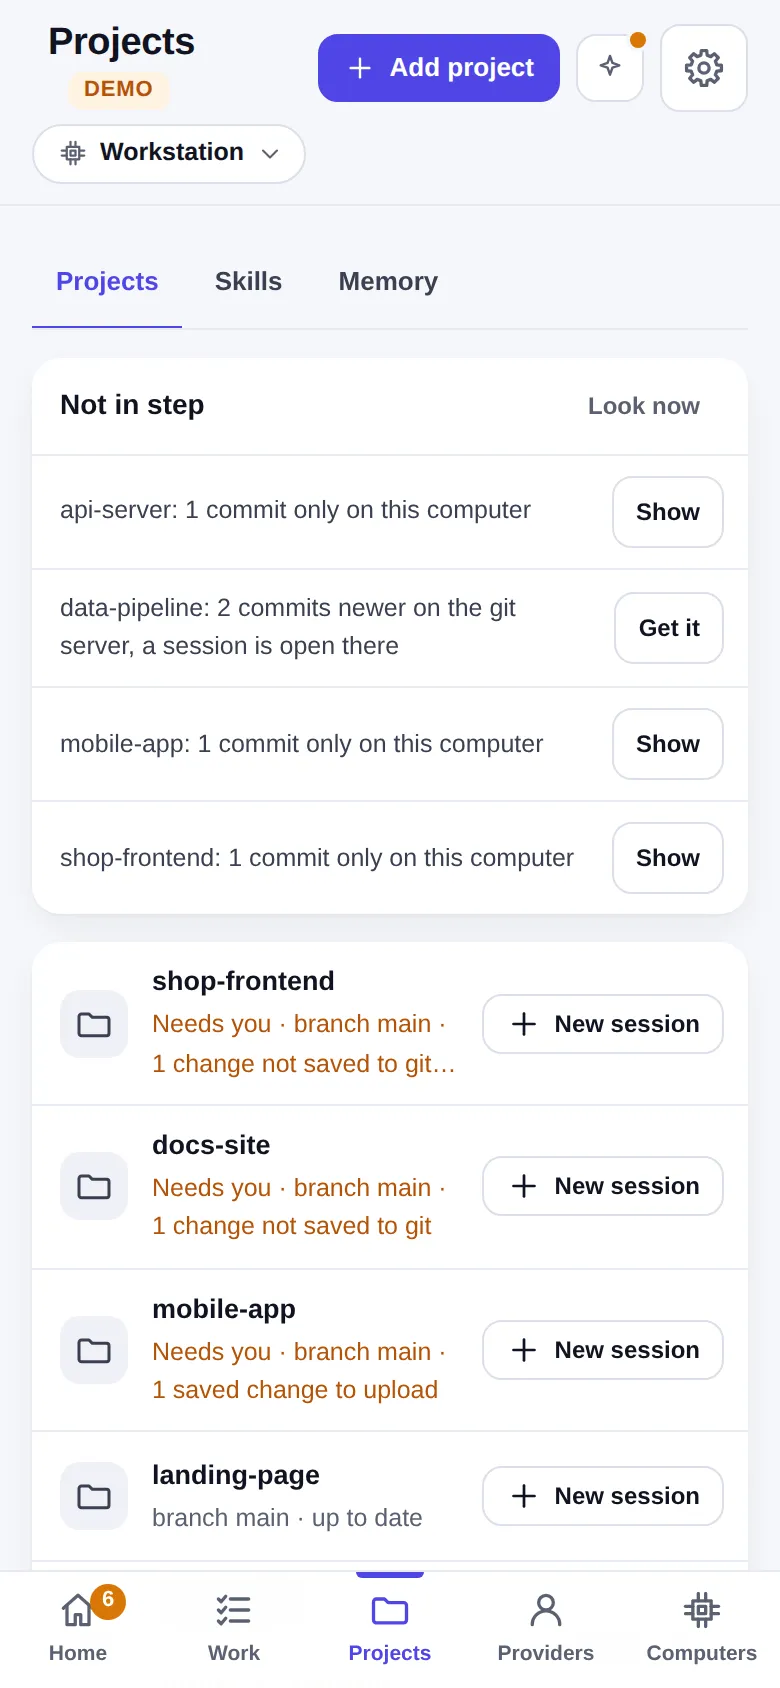 Projects
DEMO
Add project
Workstation
Projects
Skills
Memory
Not in step
Look now
api-server: 1 commit only on this computer
Show
data-pipeline: 2 commits newer on the git
server, a session is open there
Get it
mobile-app: 1 commit only on this computer
Show
shop-frontend: 1 commit only on this computer
Show
shop-frontend
Needs you · branch main ·
1 change not saved to git…
New session
docs-site
Needs you · branch main ·
1 change not saved to git
New session
mobile-app
Needs you · branch main ·
1 saved change to upload
New session
landing-page
branch main · up to date
New session
6
Home
Work
Projects
Providers
Computers